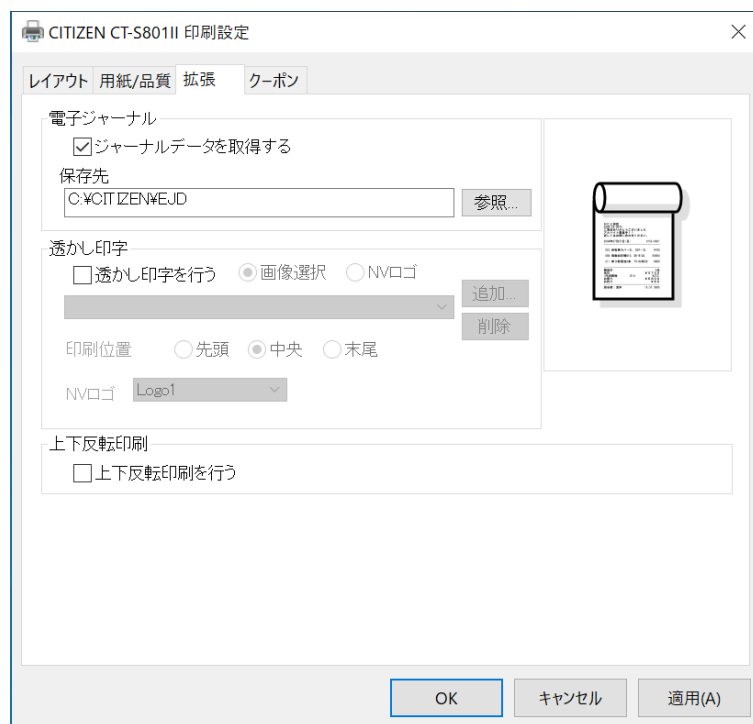 CITIZEN CT-S801II 印刷設定
レイアウト 用紙/品質 拡張 クーポン
電子ジャーナル
ジャーナルデータを取得する
保存先
C:¥CITIZEN¥EJD 参照...
透かし印字
透かし印字を行う 画像選択 NVロゴ
追加...
削除
印刷位置 先頭 中央 末尾
NVロゴ Logo1
上下反転印刷
上下反転印刷を行う
OK キャンセル 適用(A)